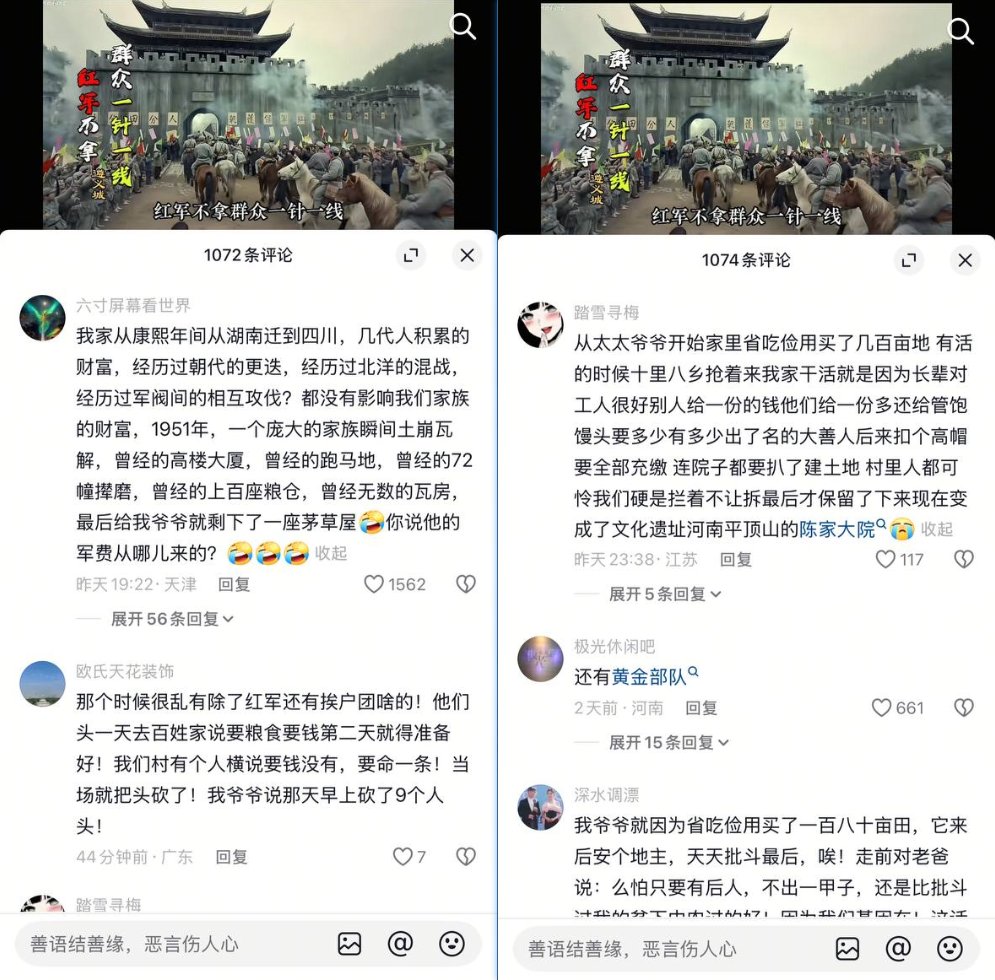 群众一针一线
红军不拿
遵义城
红军不拿群众一针一线
1072条评论
六寸屏幕看世界
我家从康熙年间从湖南迁到四川，几代人积累的
财富，经历过朝代的更迭，经历过北洋的混战，
经历过军阀间的相互攻伐？都没有影响我们家族
的财富，1951年，一个庞大的家族瞬间土崩瓦
解，曾经的高楼大厦，曾经的跑马地，曾经的72
幢撵磨，曾经的上百座粮仓，曾经无数的瓦房，
最后给我爷爷就剩下了一座茅草屋🤣你说他的
军费从哪儿来的？🤣🤣🤣收起
昨天19:22·天津 回复 1562
展开56条回复
欧氏天花装饰
那个时候很乱有除了红军还有挨户团啥的！他们
头一天去百姓家说要粮食要钱第二天就得准备
好！我们村有个人横说要钱没有，要命一条！当
场就把头砍了！我爷爷说那天早上砍了9个人
头！
44分钟前·广东 回复 7
踏雪寻梅
善语结善缘，恶言伤人心
群众一针一线
红军不拿
遵义城
红军不拿群众一针一线
1074条评论
踏雪寻梅
从太太爷爷开始家里省吃俭用买了几百亩地 有活
的时候十里八乡抢着来我家干活就是因为长辈对
工人很好别人给一份的钱他们给一份多还给管饱
馒头要多少有多少出了名的大善人后来扣个高帽
要全部充缴 连院子都要扒了建土地 村里人都可
怜我们硬是拦着不让拆最后才保留了下来现在变
成了文化遗址河南平顶山的陈家大院😭收起
昨天23:38·江苏 回复 117
展开5条回复
极光休闲吧
还有黄金部队
2天前·河南 回复 661
展开15条回复
深水调漂
我爷爷就因为省吃俭用买了一百八十亩田，它来
后安个地主，天天批斗最后，唉！走前对老爸
说：么怕只要有后人，不出一甲子，还是比批斗
善语结善缘，恶言伤人心